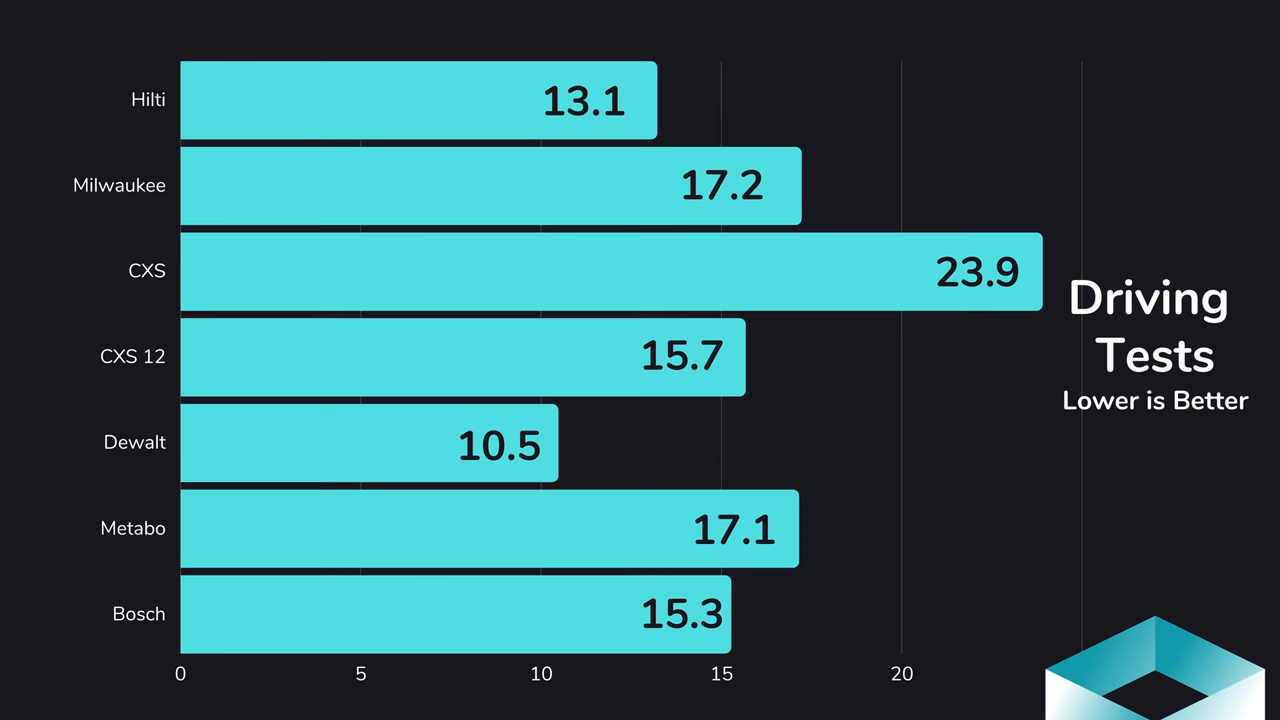 Hilti 13.1
Milwaukee 17.2
CXS 23.9
CXS 12 15.7
Dewalt 10.5
Metabo 17.1
Bosch 15.3
0 5 10 15 20
Driving
Tests
Lower is Better